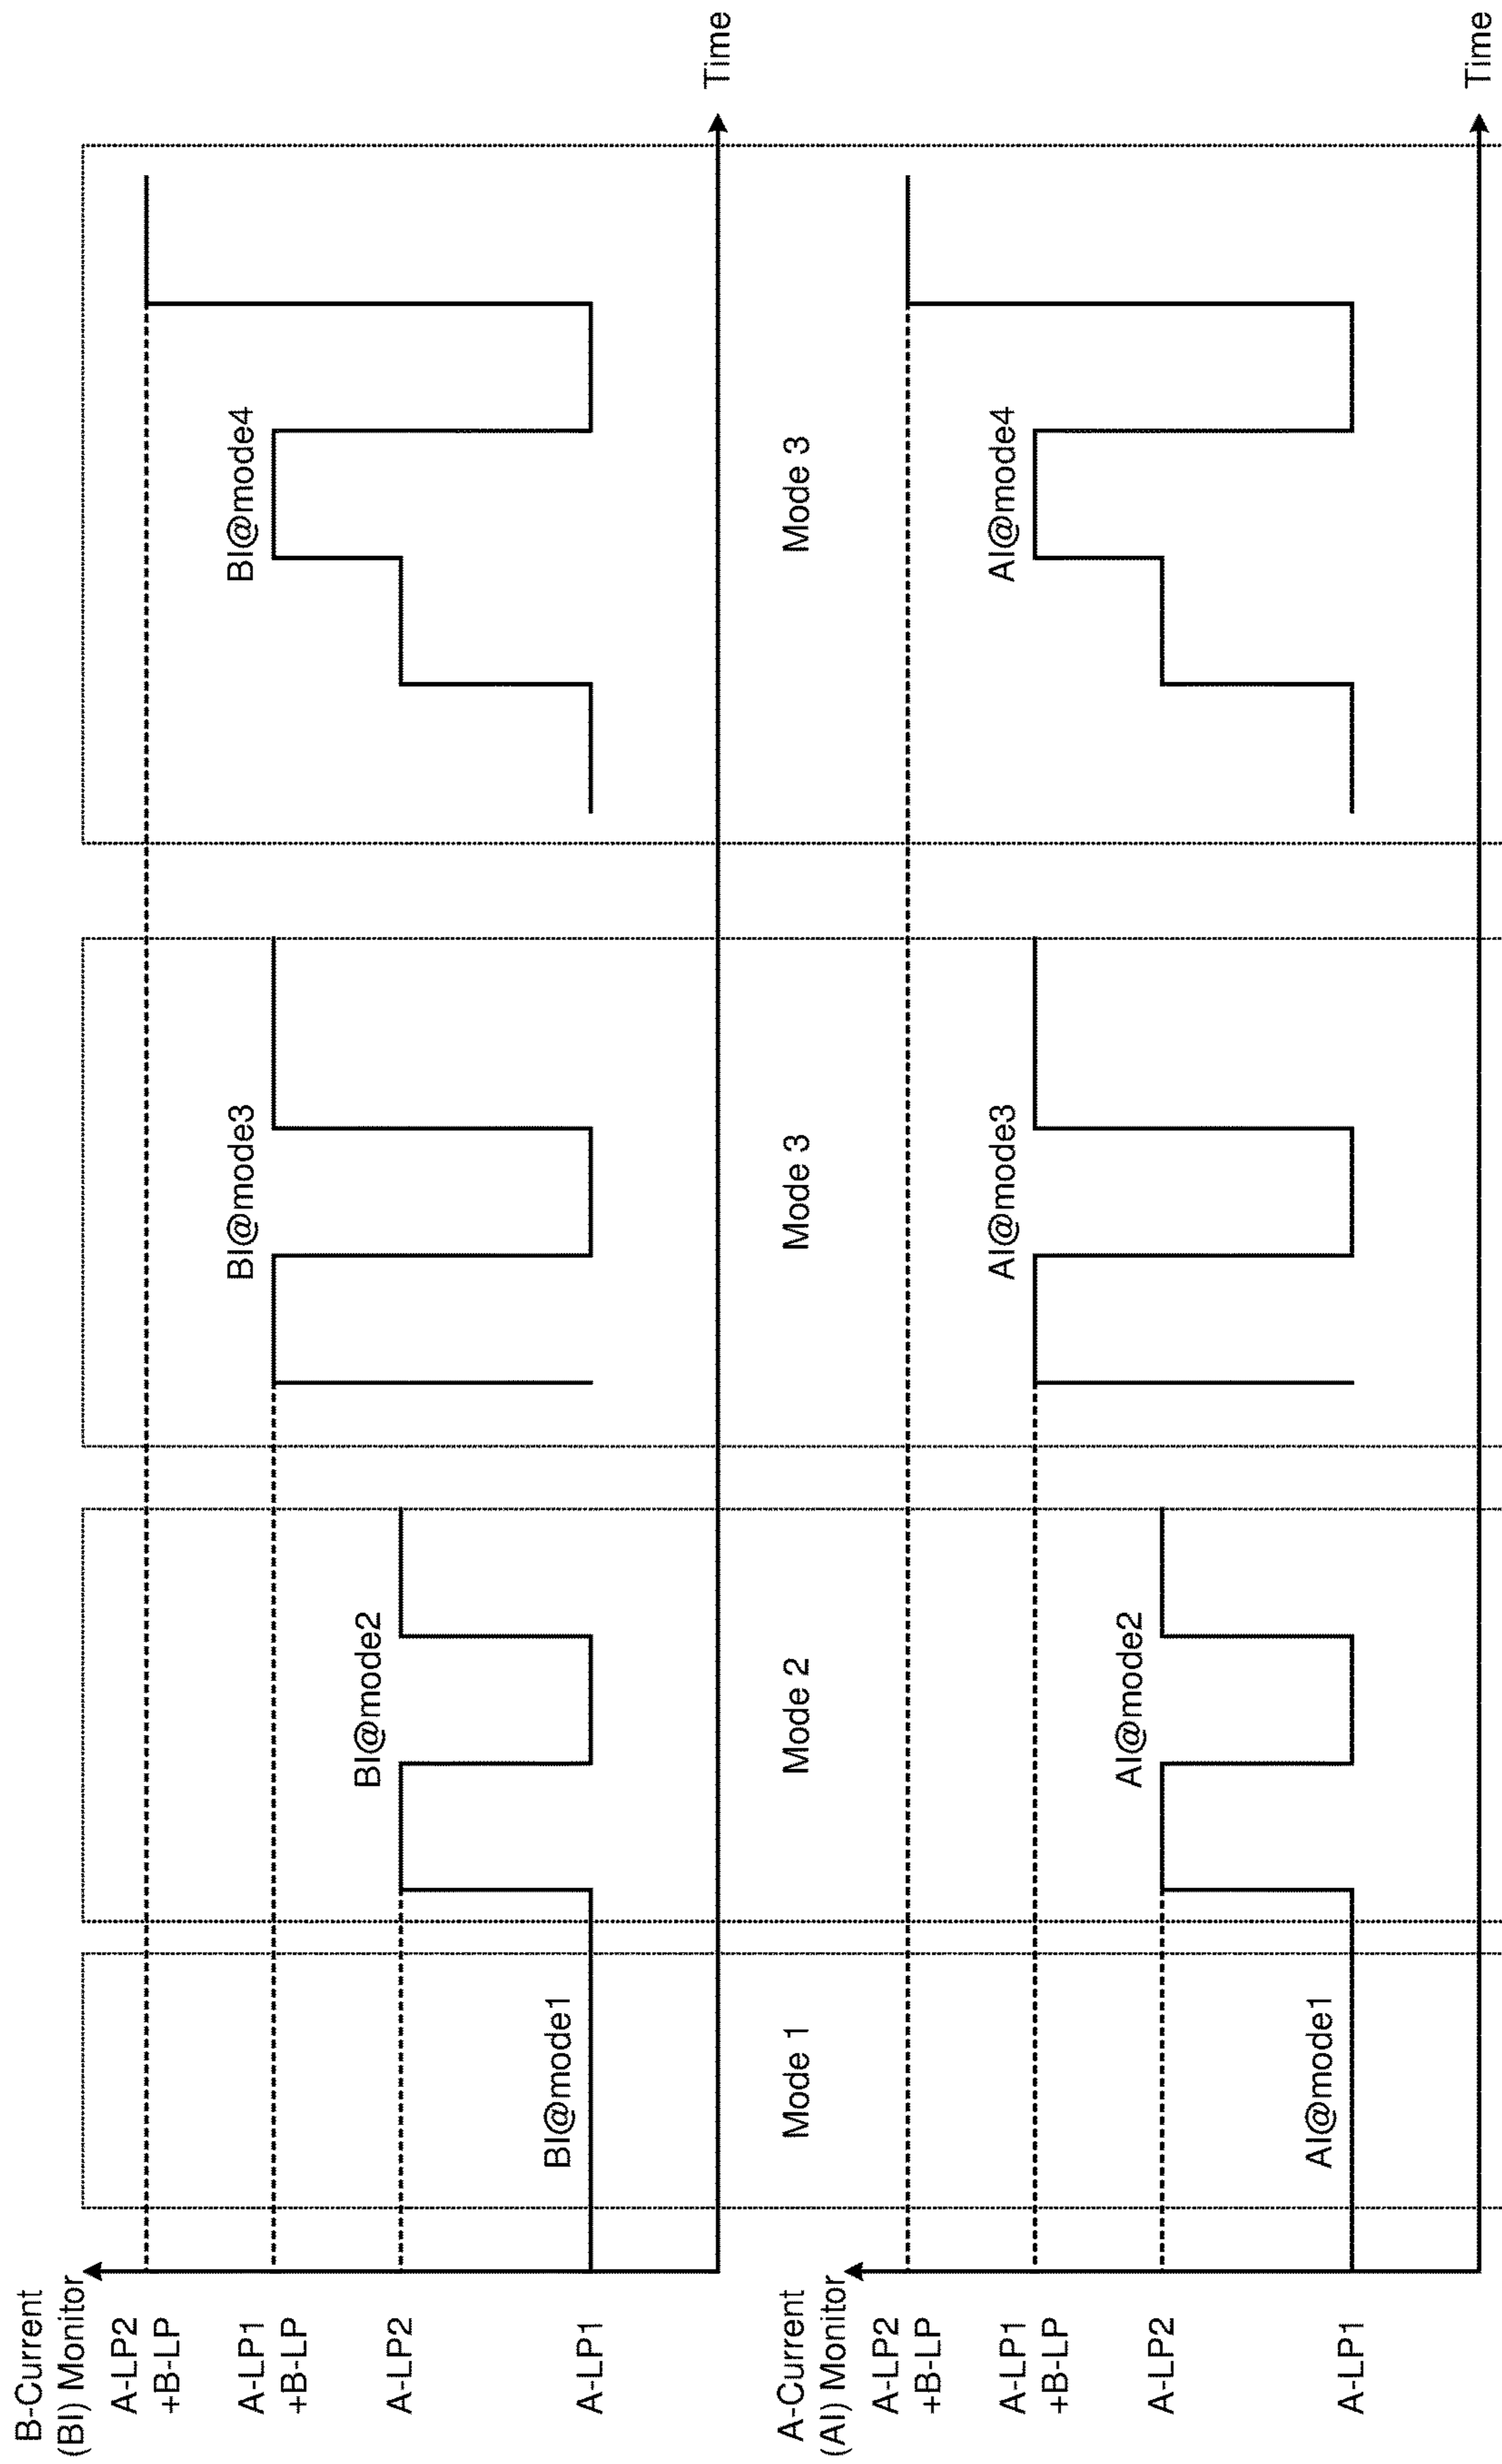 B-Current
(BI) Monitor
A-LP2
+B-LP
A-LP1
+B-LP
A-LP2
A-LP1
BI@mode1
BI@mode2
BI@mode3
BI@mode4
Time
Mode 1
Mode 2
Mode 3
Mode 3
A-Current
(AI) Monitor
A-LP2
+B-LP
A-LP1
+B-LP
A-LP2
A-LP1
AI@mode1
AI@mode2
AI@mode3
AI@mode4
Time